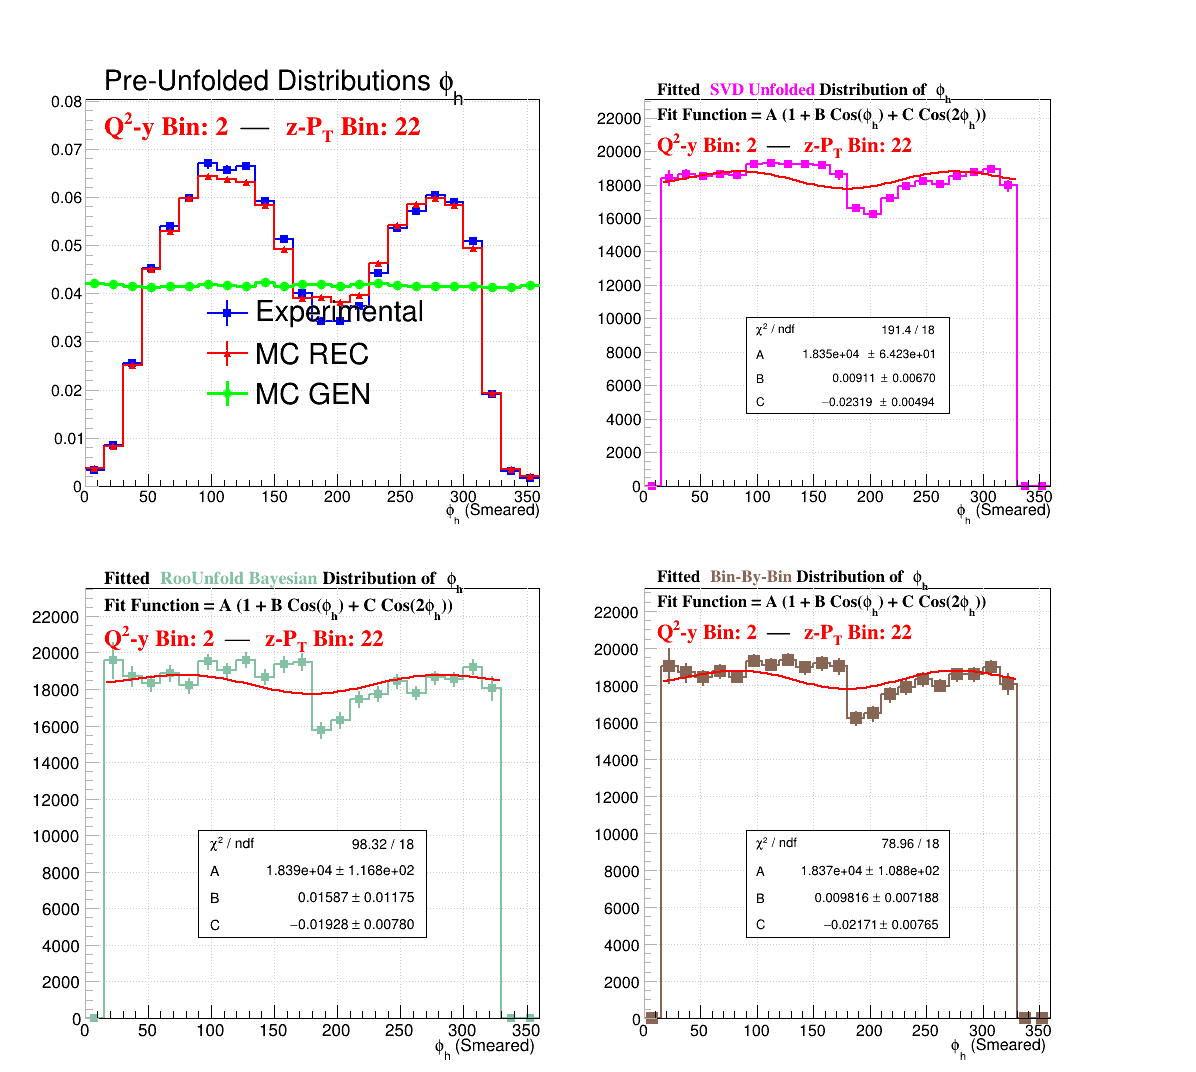 Pre-Unfolded Distributions ϕh
Q²-y Bin: 2 — z-PT Bin: 22
0.08
0.07
0.06
0.05
0.04
0.03
0.02
0.01
0
Experimental
MC REC
MC GEN
0 50 100 150 200 250 300
ϕh (Smeared)
Fitted SVD Unfolded Distribution of ϕh
Fit Function = A (1 + B Cos(ϕh) + C Cos(2ϕh))
Q²-y Bin: 2 — z-PT Bin: 22
22000
20000
18000
16000
14000
12000
10000
8000
6000
4000
2000
0
χ² / ndf 191.4 / 18
A 1.835e+04 ± 6.423e+01
B 0.00911 ± 0.00670
C −0.02319 ± 0.00494
0 50 100 150 200 250 300 350
ϕh (Smeared)
Fitted RooUnfold Bayesian Distribution of ϕh
Fit Function = A (1 + B Cos(ϕh) + C Cos(2ϕh))
Q²-y Bin: 2 — z-PT Bin: 22
22000
20000
18000
16000
14000
12000
10000
8000
6000
4000
2000
0
χ² / ndf 98.32 / 18
A 1.839e+04 ± 1.168e+02
B 0.01587 ± 0.01175
C −0.01928 ± 0.00780
0 50 100 150 200 250 300
ϕh (Smeared)
Fitted Bin-By-Bin Distribution of ϕh
Fit Function = A (1 + B Cos(ϕh) + C Cos(2ϕh))
Q²-y Bin: 2 — z-PT Bin: 22
22000
20000
18000
16000
14000
12000
10000
8000
6000
4000
2000
0
χ² / ndf 78.96 / 18
A 1.837e+04 ± 1.088e+02
B 0.009816 ± 0.007188
C −0.02171 ± 0.00765
0 50 100 150 200 250 300 350
ϕh (Smeared)